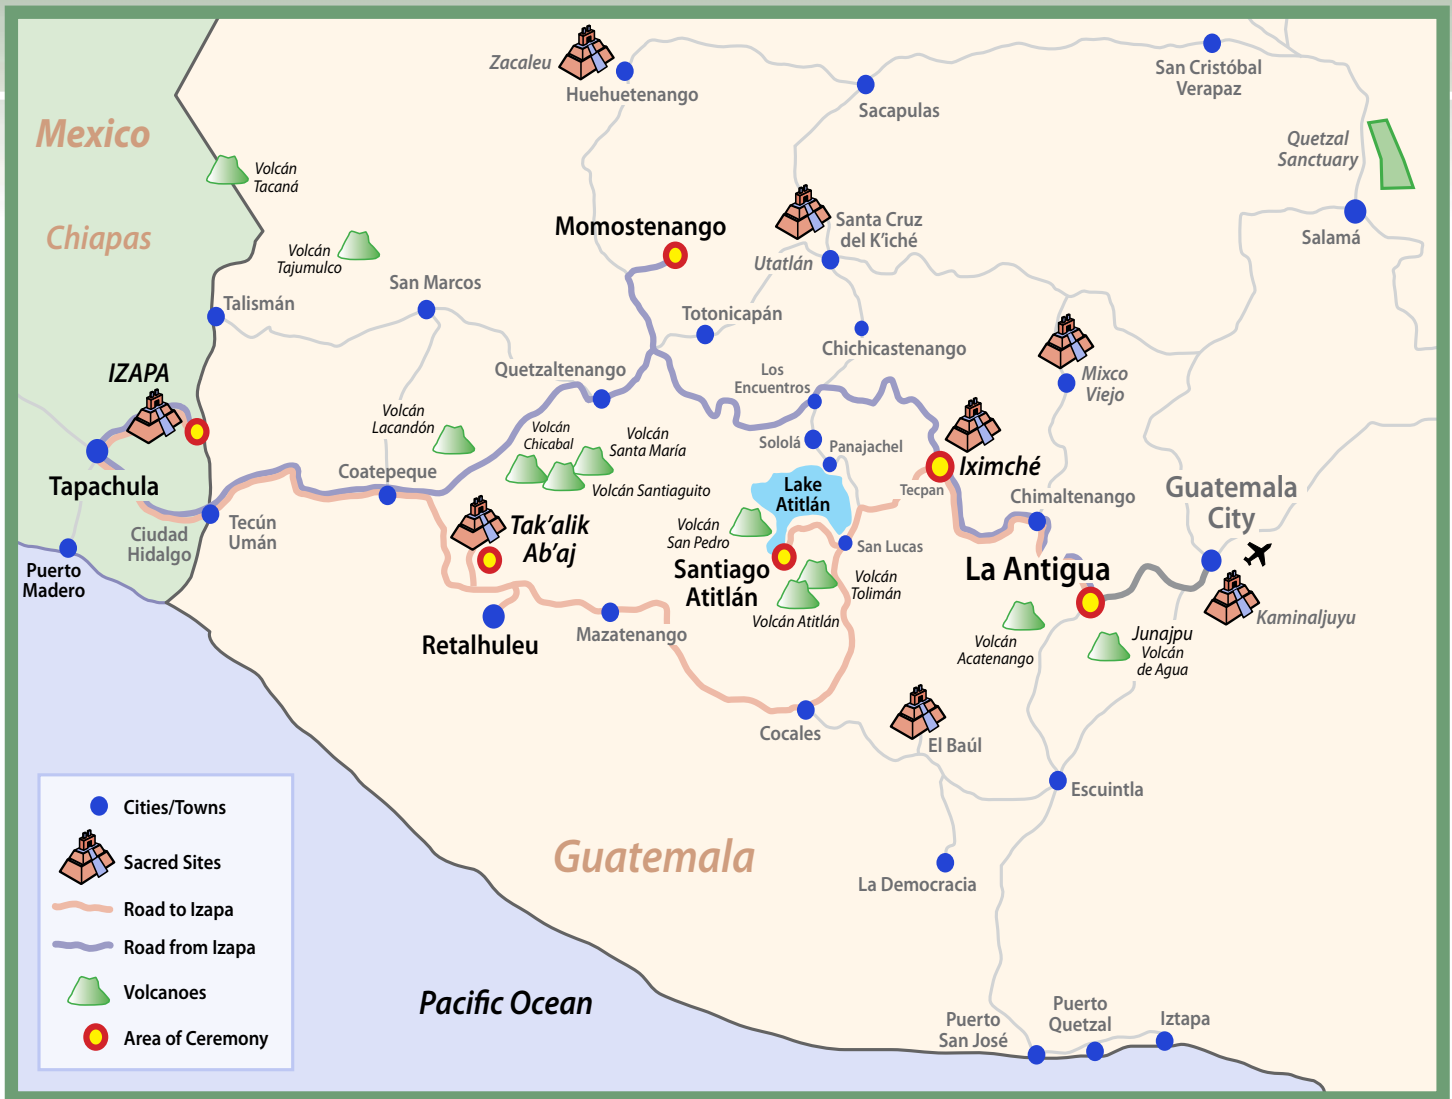 Zacaleu
Huehuetenango
Sacapulas
San Cristóbal
Verapaz
Mexico
Quetzal
Sanctuary
Volcán
Tacaná
Chiapas
Momostenango
Santa Cruz
del K'iché
Utatlán
Salamá
Volcán
Tajumulco
San Marcos
Talismán
Totonicapán
Chichicastenango
IZAPA
Quetzaltenango
Los
Encuentros
Mixco
Viejo
Volcán
Lacandón
Volcán
Chicabal
Volcán
Santa María
Sololá
Panajachel
Iximché
Tapachula
Coatepeque
Volcán Santiaguito
Lake
Atitlán
Tecpan
Chimaltenango
Guatemala
City
Ciudad
Hidalgo
Tecún
Umán
Tak'alik
Ab'aj
Volcán
San Pedro
San Lucas
Puerto
Madero
Santiago
Atitlán
Volcán
Tolimán
La Antigua
Volcán Atitlán
Kaminaljuyu
Retalhuleu
Mazatenango
Volcán
Acatenango
Junajpu
Volcán
de Agua
Cocales
El Baúl
Escuintla
Guatemala
La Democracia
Cities/Towns
Sacred Sites
Road to Izapa
Road from Izapa
Volcanoes
Area of Ceremony
Pacific Ocean
Puerto
San José
Puerto
Quetzal
Iztapa